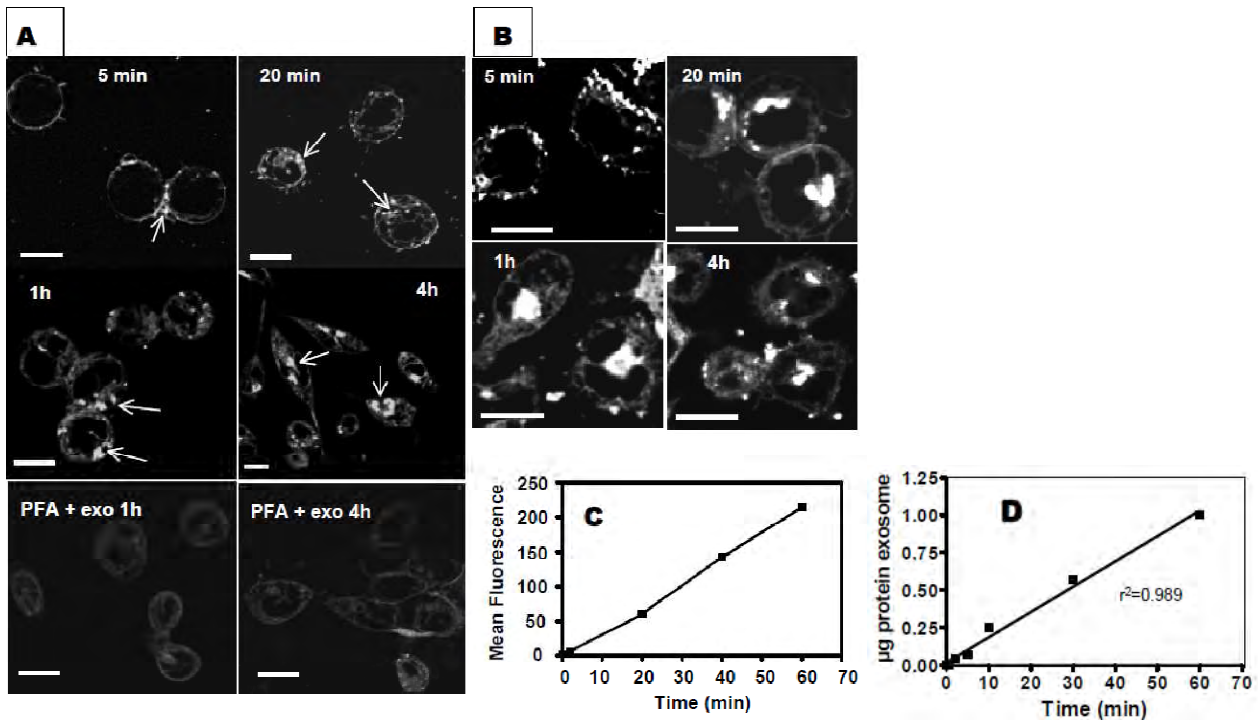 A
B
5 min
20 min
1h
4h
PFA + exo 1h
PFA + exo 4h
5 min
20 min
1h
4h
C
Mean Fluorescence
250
200
150
100
50
0
0 10 20 30 40 50 60 70
Time (min)
D
µg protein exosome
1.25
1.00
0.75
0.50
0.25
0.00
r²=0.989
0 10 20 30 40 50 60 70
Time (min)